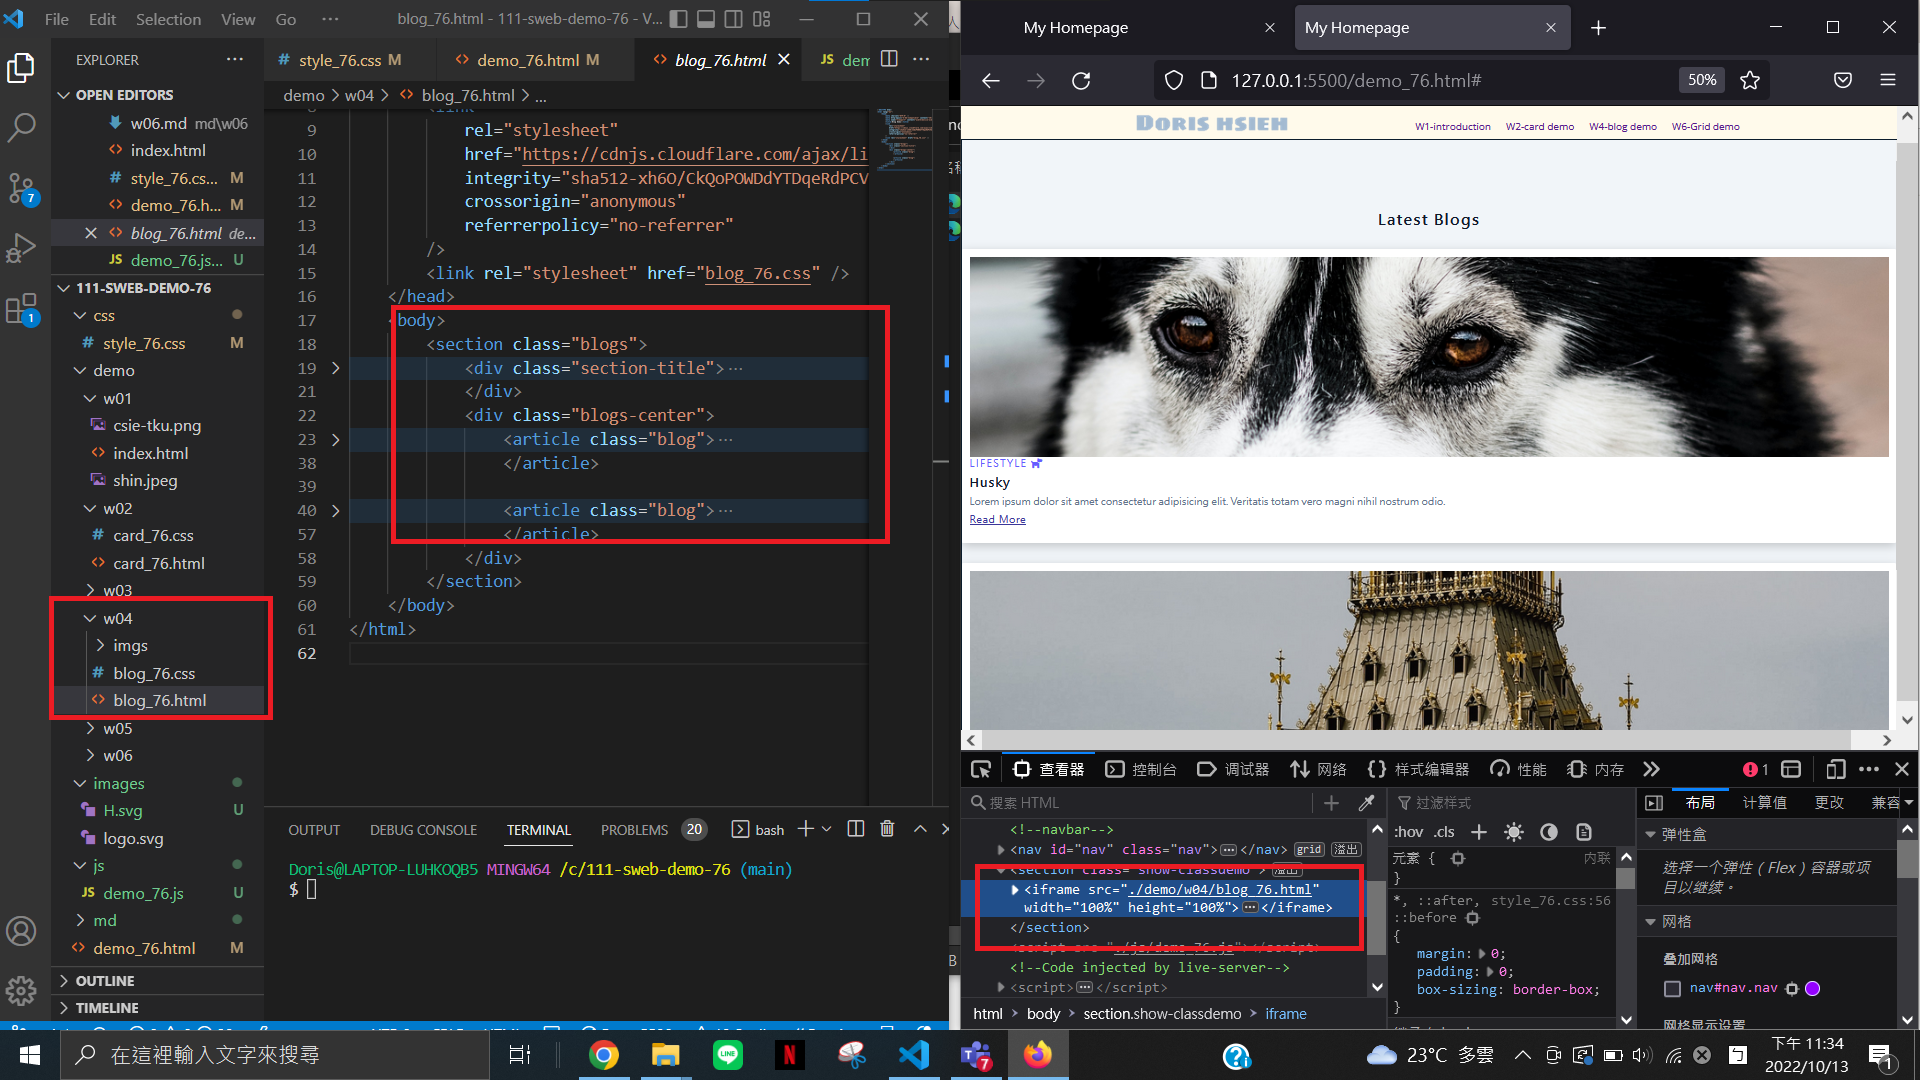 File Edit Selection View Go ··· blog_76.html - 111-sweb-demo-76 - V...
EXPLORER ···
OPEN EDITORS
w06.md md\w06
index.html
style_76.cs... M
demo_76.h... M
blog_76.html de...
JS demo_76.js... U
111-SWEB-DEMO-76
css
# style_76.css M
demo
w01
csie-tku.png
index.html
shin.jpeg
w02
# card_76.css
card_76.html
w03
w04
imgs
# blog_76.css
blog_76.html
w05
w06
images
H.svg U
logo.svg
js
JS demo_76.js U
md
demo_76.html M
OUTLINE
TIMELINE
7
1
# style_76.css M <> demo_76.html M <> blog_76.html JS dem
demo > w04 > <> blog_76.html > ...
9 rel="stylesheet"
10 href="https://cdnjs.cloudflare.com/ajax/li
11 integrity="sha512-xh6O/CkQoPOWDdYTDqeRdPCV
12 crossorigin="anonymous"
13 referrerpolicy="no-referrer"
14 />
15 <link rel="stylesheet" href="blog_76.css" />
16 </head>
17 body>
18 <section class="blogs">
19 <div class="section-title">···
21 </div>
22 <div class="blogs-center">
23 <article class="blog">···
38 </article>
39
40 <article class="blog">···
57 </article>
58 </div>
59 </section>
60 </body>
61 </html>
62
OUTPUT DEBUG CONSOLE TERMINAL PROBLEMS 20 bash
Doris@LAPTOP-LUHKOQB5 MINGW64 /c/111-sweb-demo-76 (main)
$
My Homepage My Homepage
127.0.0.1:5500/demo_76.html# 50%
DORIS HSIEH W1-introduction W2-card demo W4-blog demo W6-Grid demo
Latest Blogs
LIFESTYLE
Husky
Lorem ipsum dolor sit amet consectetur adipisicing elit. Veritatis totam vero magni nihil nostrum odio.
Read More
查看器 控制台 调试器 网络 样式编辑器 性能 内存 1
搜索 HTML
<!--navbar-->
<nav id="nav" class="nav">···</nav> grid 溢出
<section class="show-classdemo"> 溢出
<iframe src="./demo/w04/blog_76.html"
width="100%" height="100%">···</iframe>
</section>
<script src="./js/demo_76.js"></script>
<!--Code injected by live-server-->
<script>···</script>
html > body > section.show-classdemo > iframe
过滤样式
:hov .cls
元素 { 内联
}
*, ::after, style_76.css:56
::before
{
margin: 0;
padding: 0;
box-sizing: border-box;
}
布局 计算值 更改 兼容
弹性盒
选择一个弹性（Flex）容器或项
目以继续。
网格
叠加网格
nav#nav.nav
网格显示设置
在這裡輸入文字來搜尋
LINE
N
7
23°C 多雲
下午 11:34
2022/10/13
1